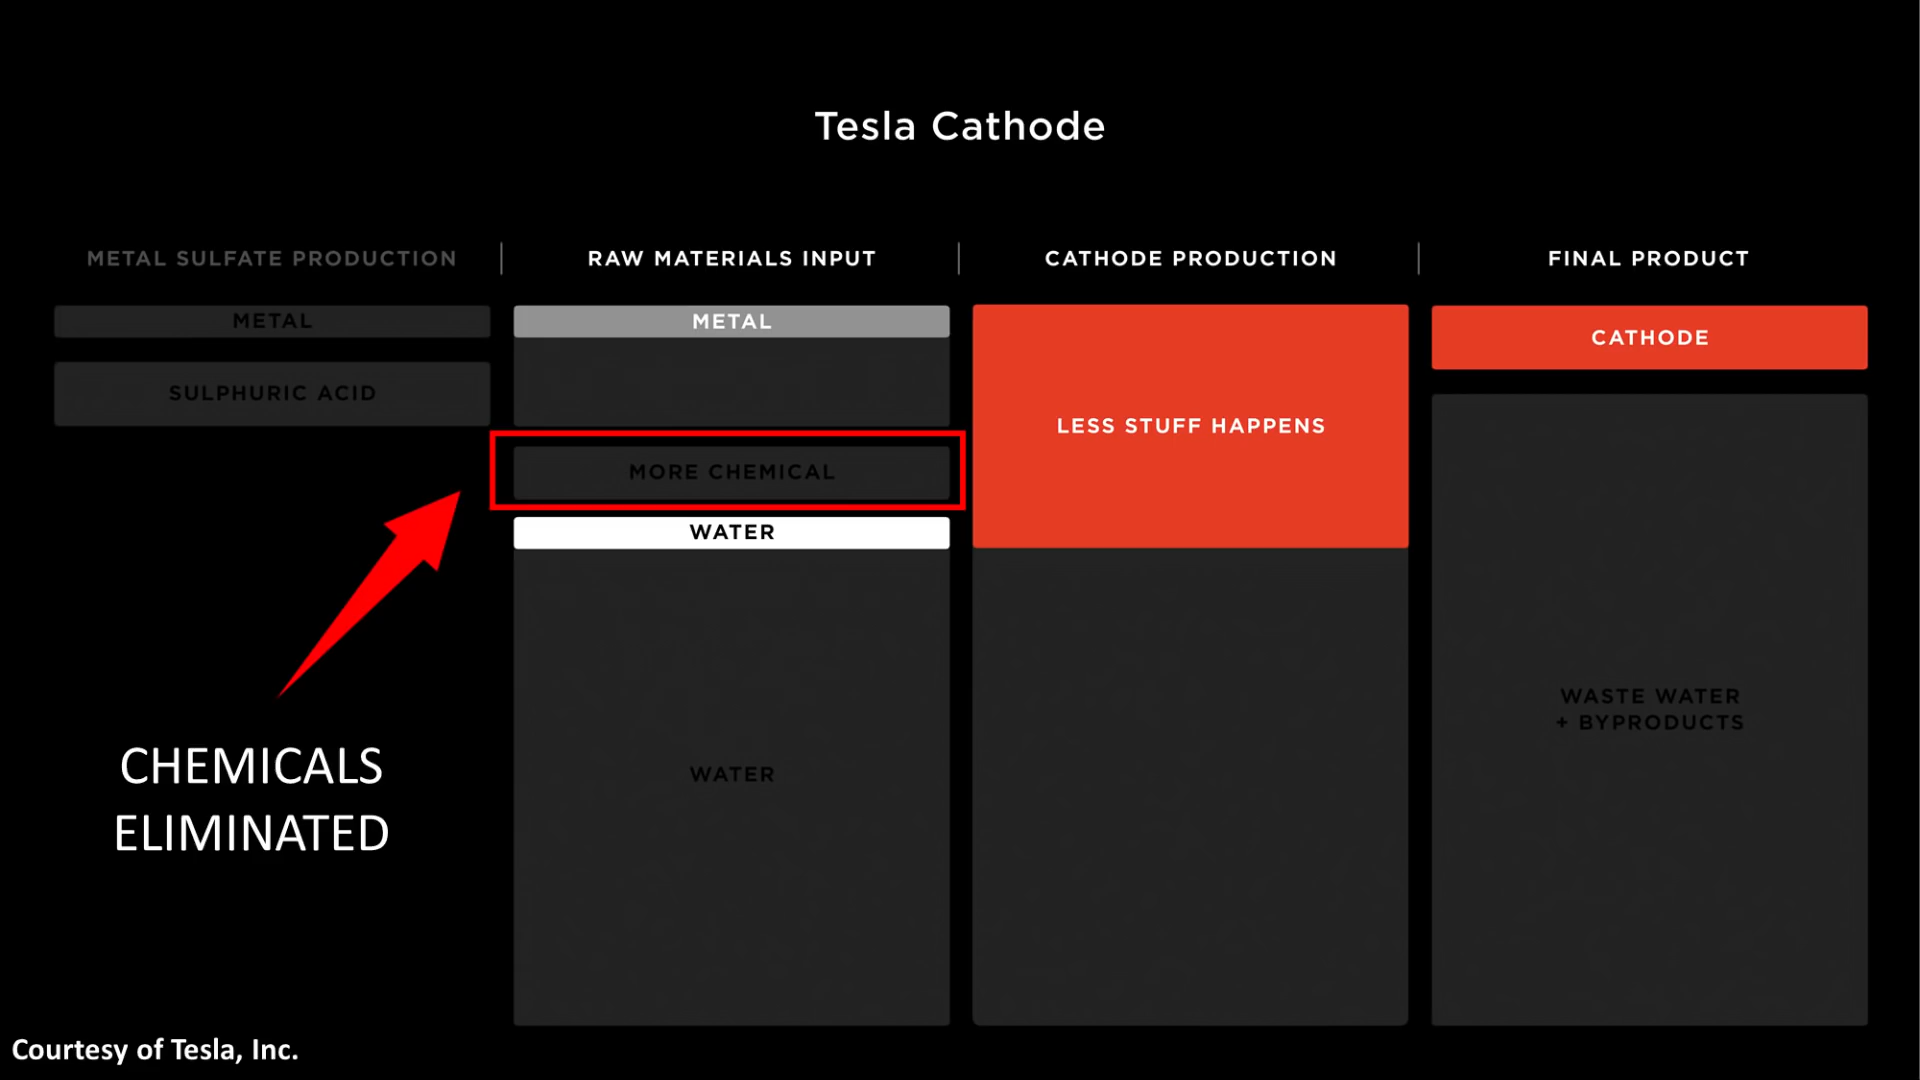 Tesla Cathode
METAL SULFATE PRODUCTION
RAW MATERIALS INPUT
CATHODE PRODUCTION
FINAL PRODUCT
METAL
SULPHURIC ACID
METAL
MORE CHEMICAL
WATER
WATER
LESS STUFF HAPPENS
CATHODE
WASTE WATER
+ BYPRODUCTS
CHEMICALS
ELIMINATED
Courtesy of Tesla, Inc.